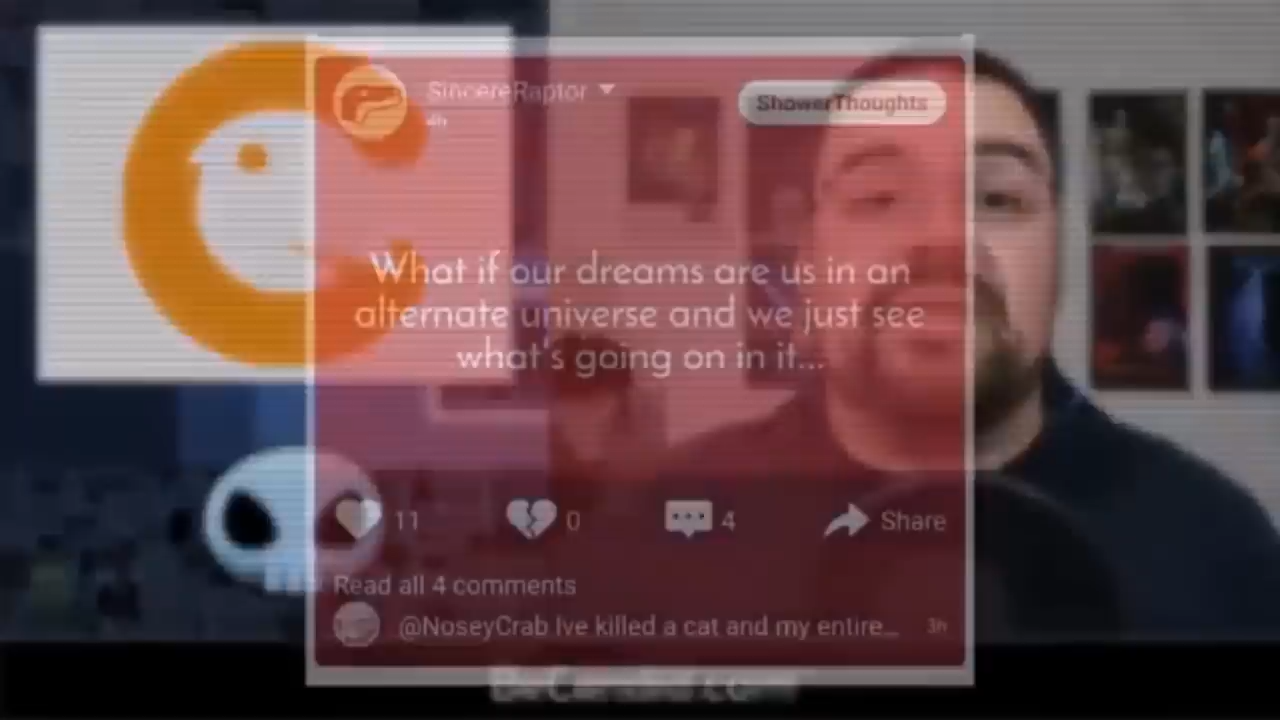 SincereRaptor
ShowerThoughts
4h
What if our dreams are us in an
alternate universe and we just see
what's going on in it...
11
0
4
Share
Read all 4 comments
@NoseyCrab Ive killed a cat and my entire... 3h